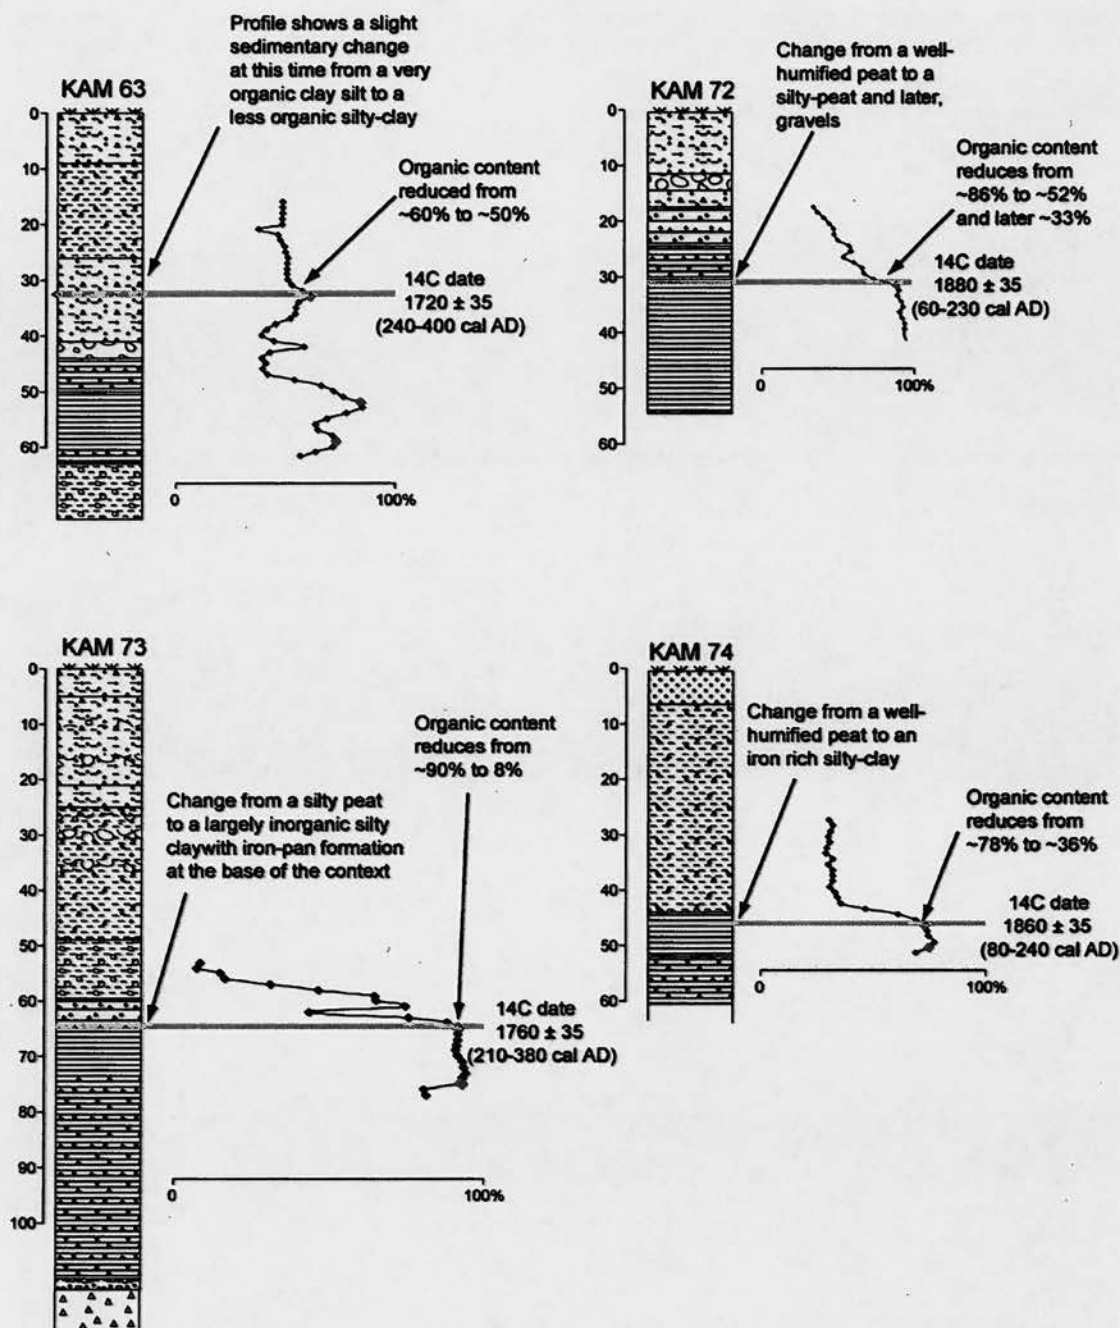 Profile shows a slight
sedimentary change
at this time from a very
organic clay silt to a
less organic silty-clay
KAM 63
0
10
20
30
40
50
60
Organic content
reduced from
~60% to ~50%
14C date
1720 ± 35
(240-400 cal AD)
0
100%
Change from a well-
humified peat to a
silty-peat and later,
gravels
KAM 72
0
10
20
30
40
50
60
Organic content
reduces from
~86% to ~52%
and later ~33%
14C date
1880 ± 35
(60-230 cal AD)
0
100%
KAM 73
0
10
20
30
40
50
60
70
80
90
100
Change from a silty peat
to a largely inorganic silty
claywith iron-pan formation
at the base of the context
Organic content
reduces from
~90% to 8%
14C date
1760 ± 35
(210-380 cal AD)
0
100%
KAM 74
0
10
20
30
40
50
60
Change from a well-
humified peat to an
iron rich silty-clay
Organic content
reduces from
~78% to ~36%
14C date
1860 ± 35
(80-240 cal AD)
0
100%